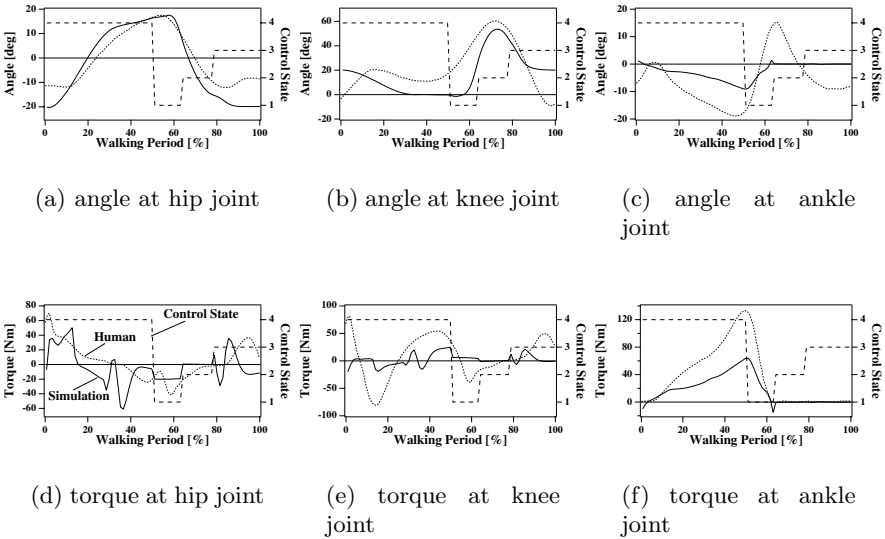 20
10
0
-10
-20
Angle [deg]
4
3
2
1
Control State
0 20 40 60 80 100
Walking Period [%]
(a) angle at hip joint
60
40
20
0
-20
Angle [deg]
4
3
2
1
Control State
0 20 40 60 80 100
Walking Period [%]
(b) angle at knee joint
20
10
0
-10
-20
Angle [deg]
4
3
2
1
Control State
0 20 40 60 80 100
Walking Period [%]
(c) angle at ankle
joint
80
60
40
20
0
-20
-40
-60
Torque [Nm]
Control State
Human
Simulation
4
3
2
1
Control State
0 20 40 60 80 100
Walking Period [%]
(d) torque at hip joint
100
50
0
-50
-100
Torque [Nm]
4
3
2
1
Control State
0 20 40 60 80 100
Walking Period [%]
(e) torque at knee
joint
120
80
40
0
Torque [Nm]
4
3
2
1
Control State
0 20 40 60 80 100
Walking Period [%]
(f) torque at ankle
joint